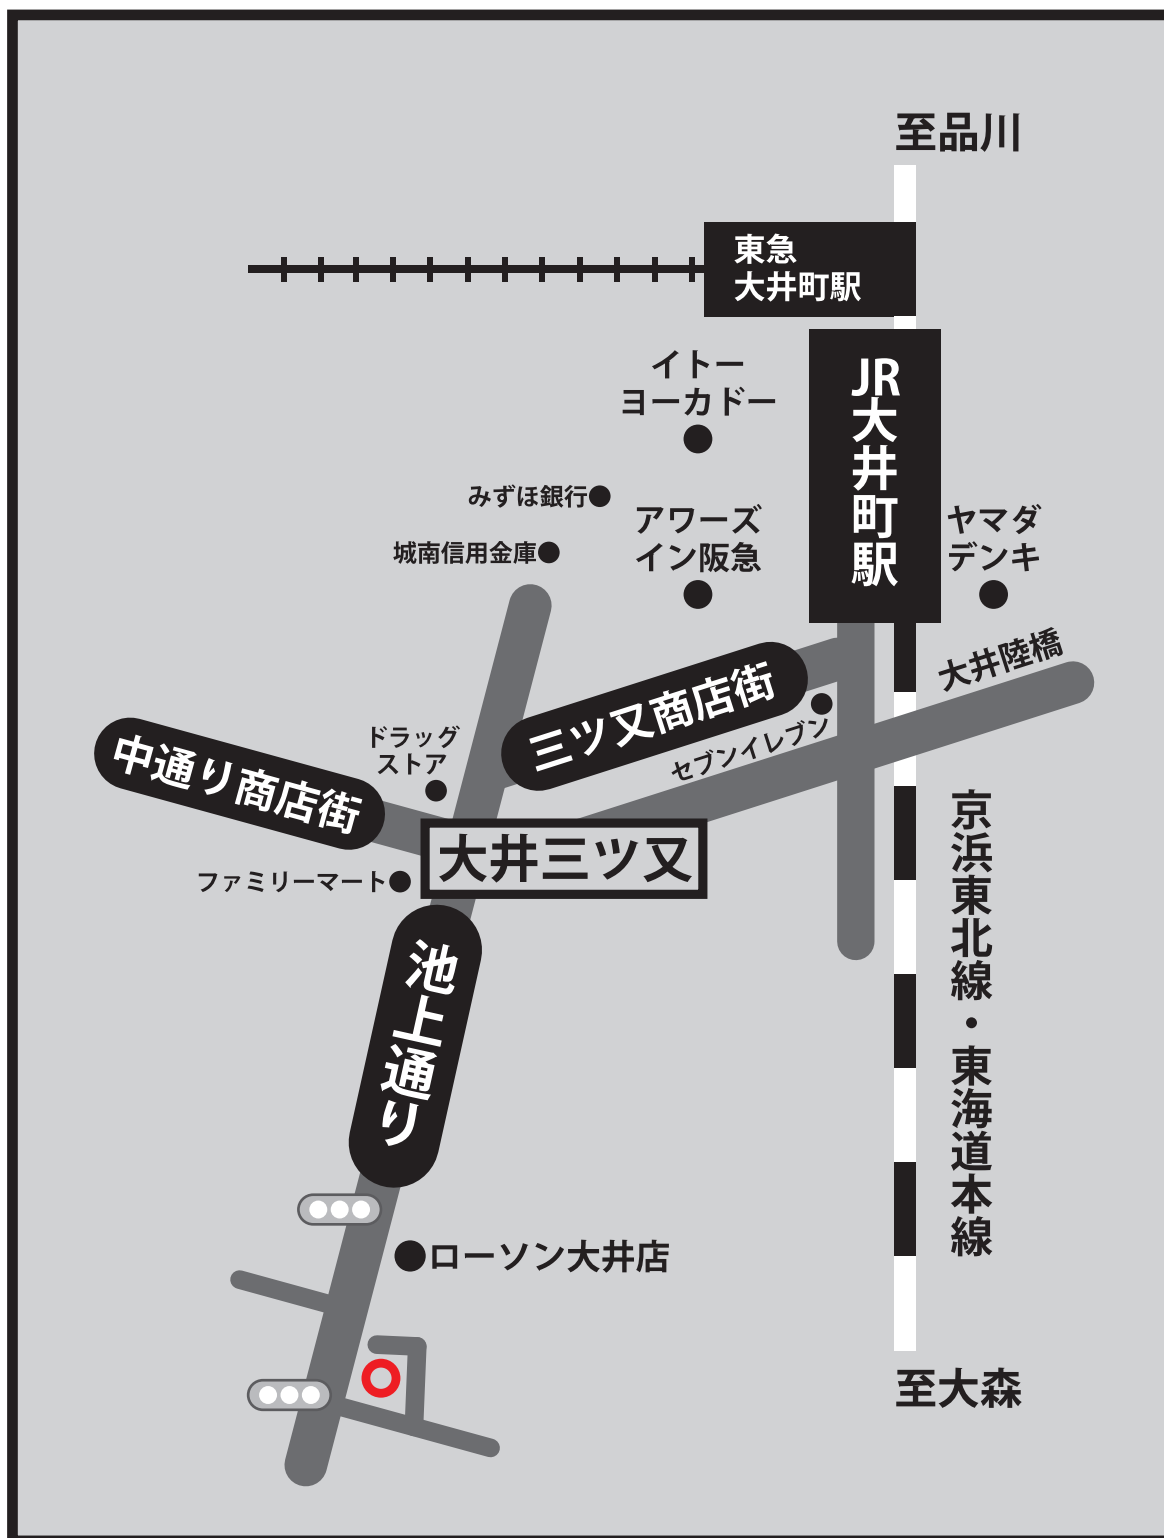 至品川
東急
大井町駅
JR大井町駅
イトー
ヨーカドー
みずほ銀行
アワーズ
イン阪急
ヤマダ
デンキ
城南信用金庫
大井陸橋
三ツ又商店街
セブンイレブン
中通り商店街
ドラッグ
ストア
大井三ツ又
ファミリーマート
京浜東北線・東海道本線
池上通り
ローソン大井店
至大森